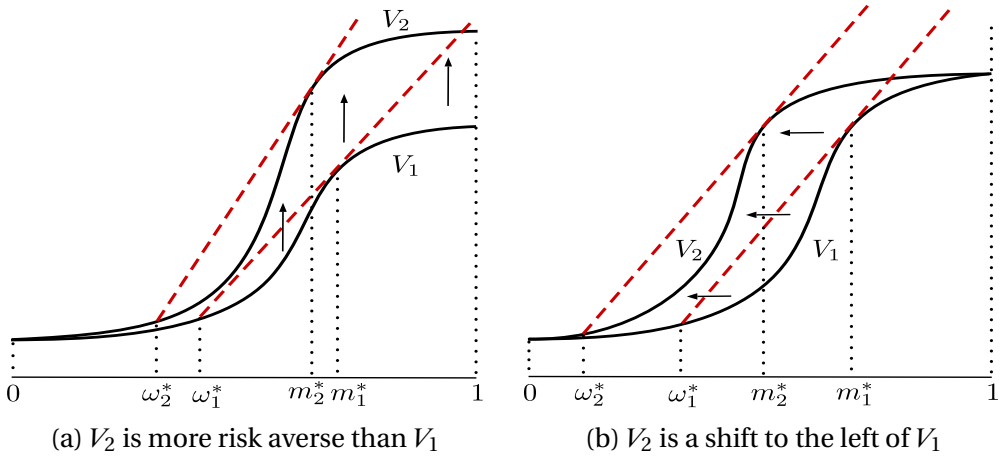 V₂
V₁
0 ω₂* ω₁* m₂* m₁* 1
(a) V₂ is more risk averse than V₁
V₂ V₁
0 ω₂* ω₁* m₂* m₁* 1
(b) V₂ is a shift to the left of V₁